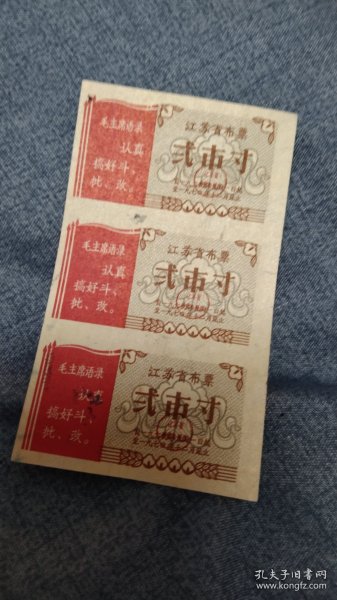 毛主席语录
认真
搞好斗、
批、改。
江苏省布票
贰市寸
毛主席语录
认真
搞好斗、
批、改。
江苏省布票
贰市寸
毛主席语录
认真
搞好斗、
批、改。
江苏省布票
贰市寸
孔夫子旧书网
www.kongfz.com